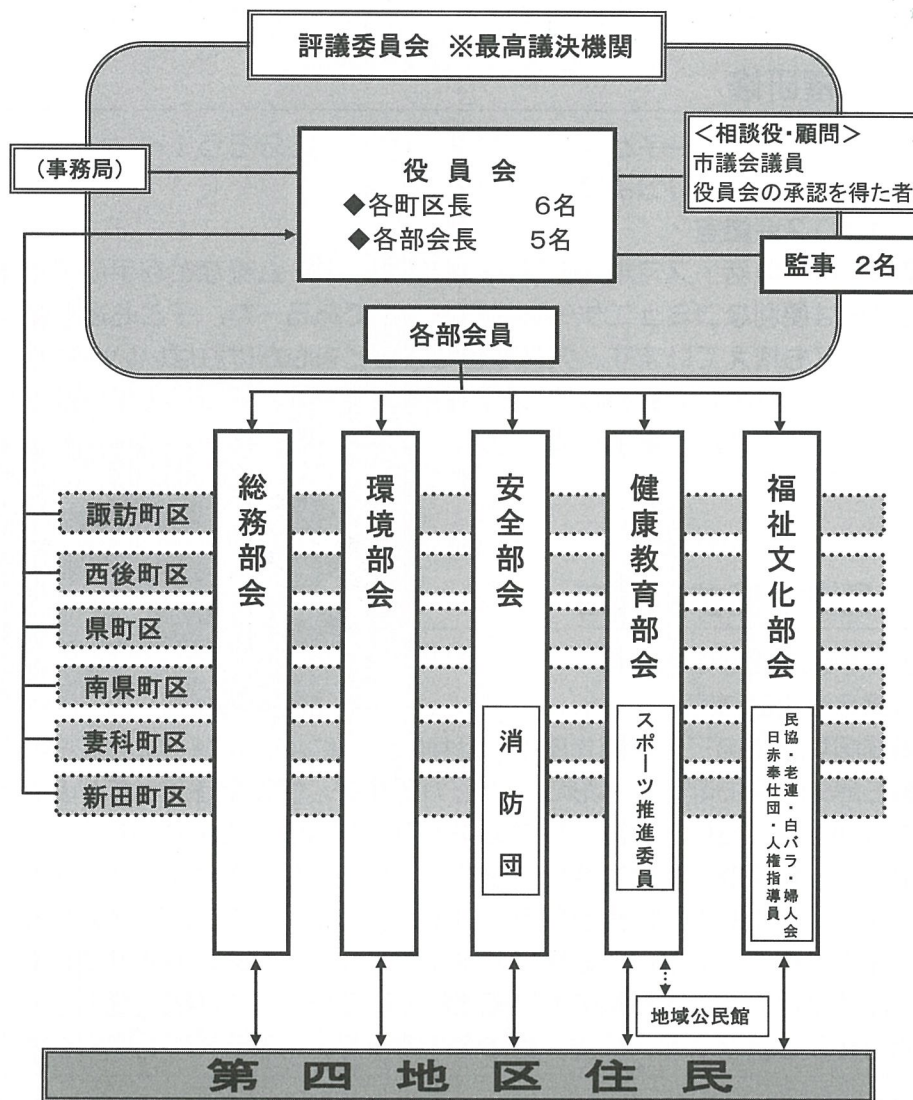 評議委員会 ※最高議決機関
(事務局)
役 員 会
◆各町区長 6名
◆各部会長 5名
<相談役・顧問>
市議会議員
役員会の承認を得た者
監事 2名
各部会員
総務部会
環境部会
安全部会
健康教育部会
福祉文化部会
諏訪町区
西後町区
県町区
南県町区
妻科町区
新田町区
消防団
スポーツ推進委員
民協・老連・白バラ・婦人会
日赤奉仕団・人権指導員
地域公民館
第四地区住民